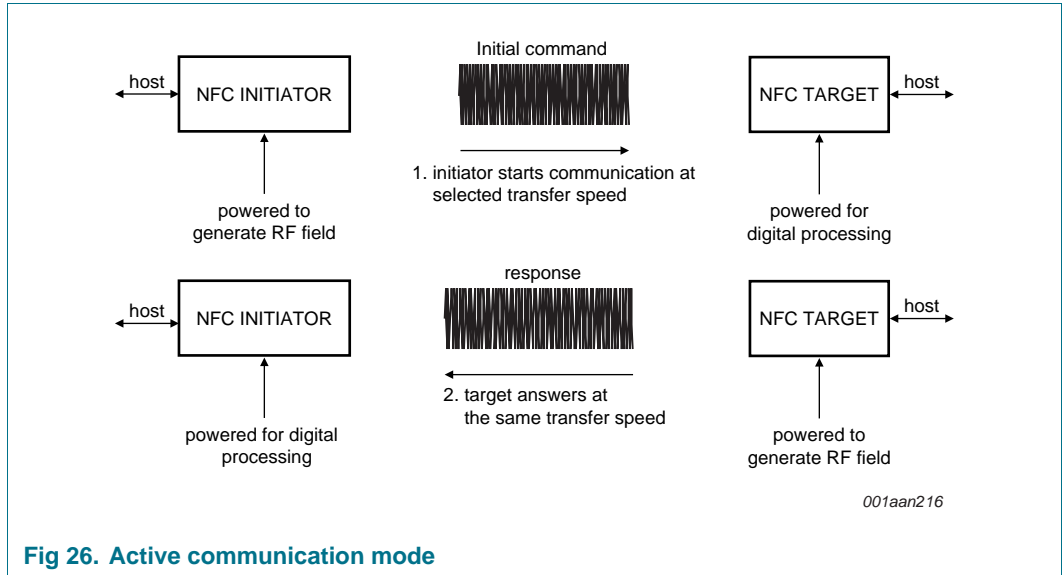 Initial command
host
NFC INITIATOR
NFC TARGET
host
1. initiator starts communication at
selected transfer speed
powered to
generate RF field
powered for
digital processing
response
host
NFC INITIATOR
NFC TARGET
host
2. target answers at
the same transfer speed
powered for digital
processing
powered to
generate RF field
001aan216
Fig 26. Active communication mode